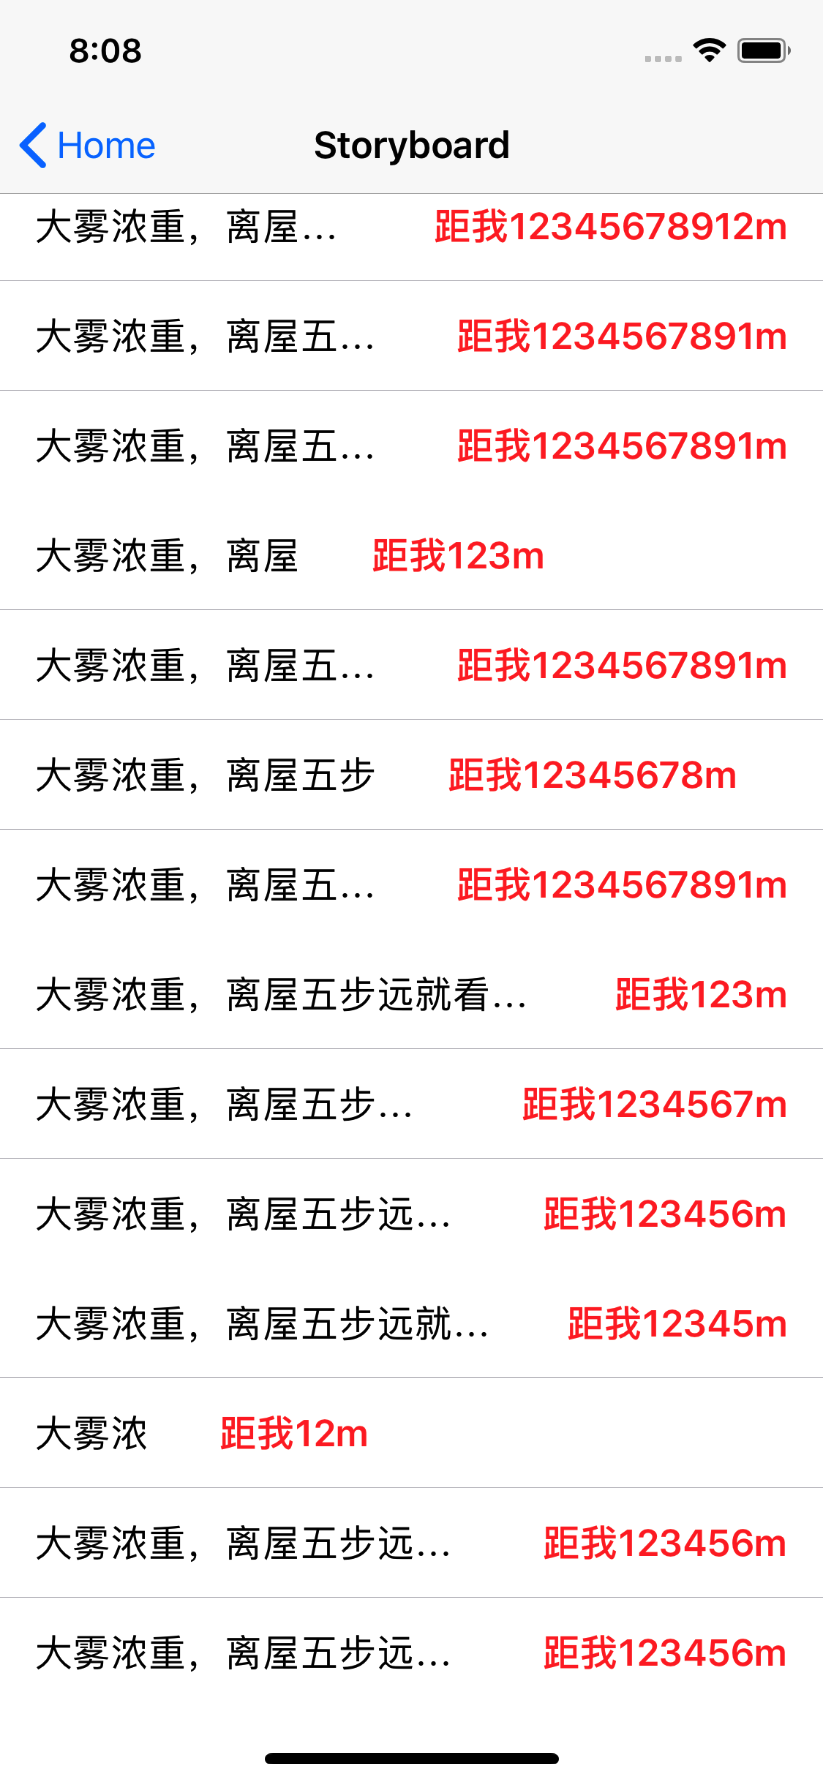 8:08
Home Storyboard
大雾浓重，离屋... 距我12345678912m
大雾浓重，离屋五... 距我1234567891m
大雾浓重，离屋五... 距我1234567891m
大雾浓重，离屋 距我123m
大雾浓重，离屋五... 距我1234567891m
大雾浓重，离屋五步 距我12345678m
大雾浓重，离屋五... 距我1234567891m
大雾浓重，离屋五步远就看... 距我123m
大雾浓重，离屋五步... 距我1234567m
大雾浓重，离屋五步远... 距我123456m
大雾浓重，离屋五步远就... 距我12345m
大雾浓 距我12m
大雾浓重，离屋五步远... 距我123456m
大雾浓重，离屋五步远... 距我123456m